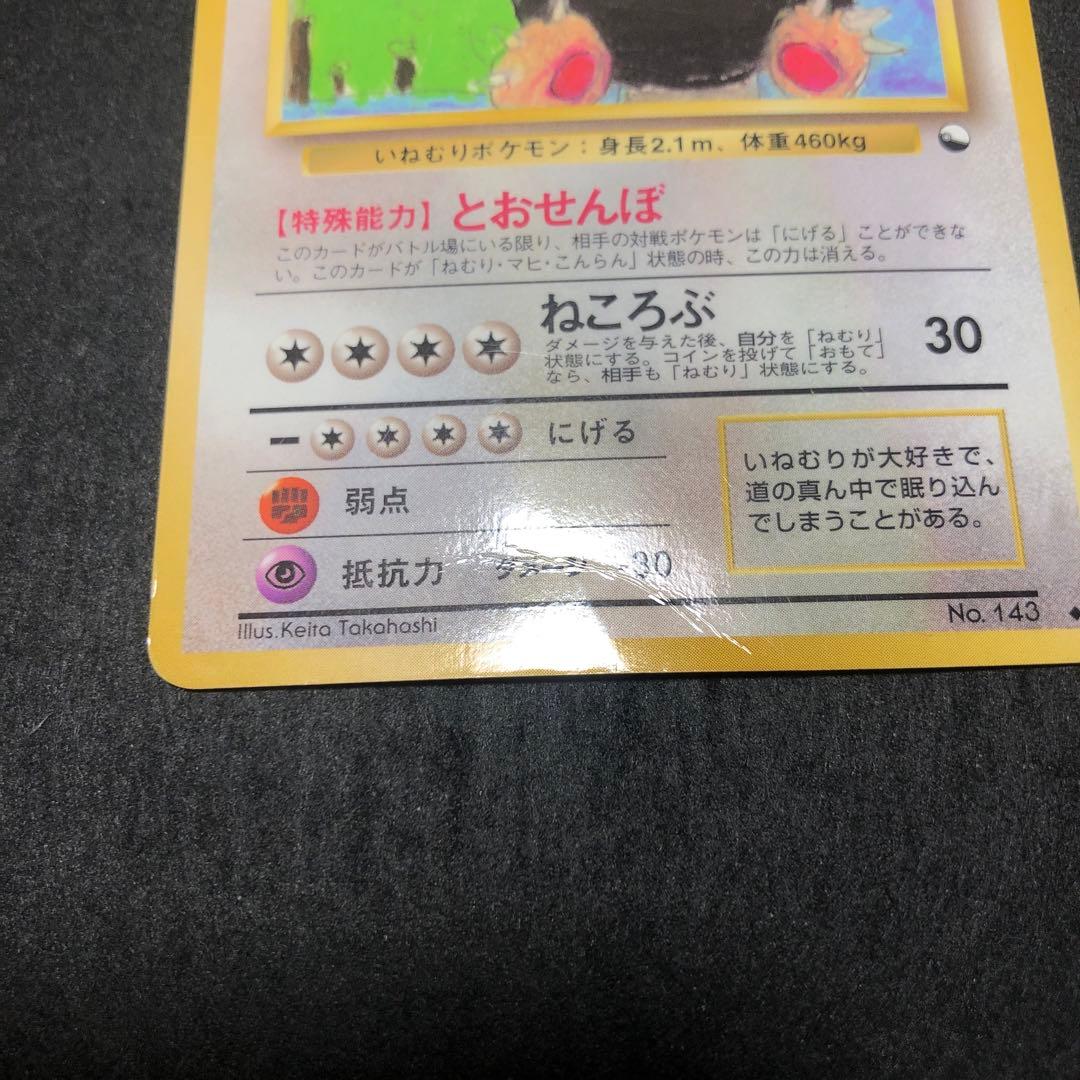 いねむりポケモン：身長2.1m、体重460kg
【特殊能力】とおせんぼ
このカードがバトル場にいる限り、相手の対戦ポケモンは「にげる」ことができな
い。このカードが「ねむり・マヒ・こんらん」状態の時、この力は消える。
ねころぶ
ダメージを与えた後、自分を「ねむり」
状態にする。コインを投げて「おもて」
なら、相手も「ねむり」状態にする。
30
にげる
弱点
抵抗力 ダメージ -30
いねむりが大好きで、
道の真ん中で眠り込ん
でしまうことがある。
Illus.Keita Takahashi
No. 143